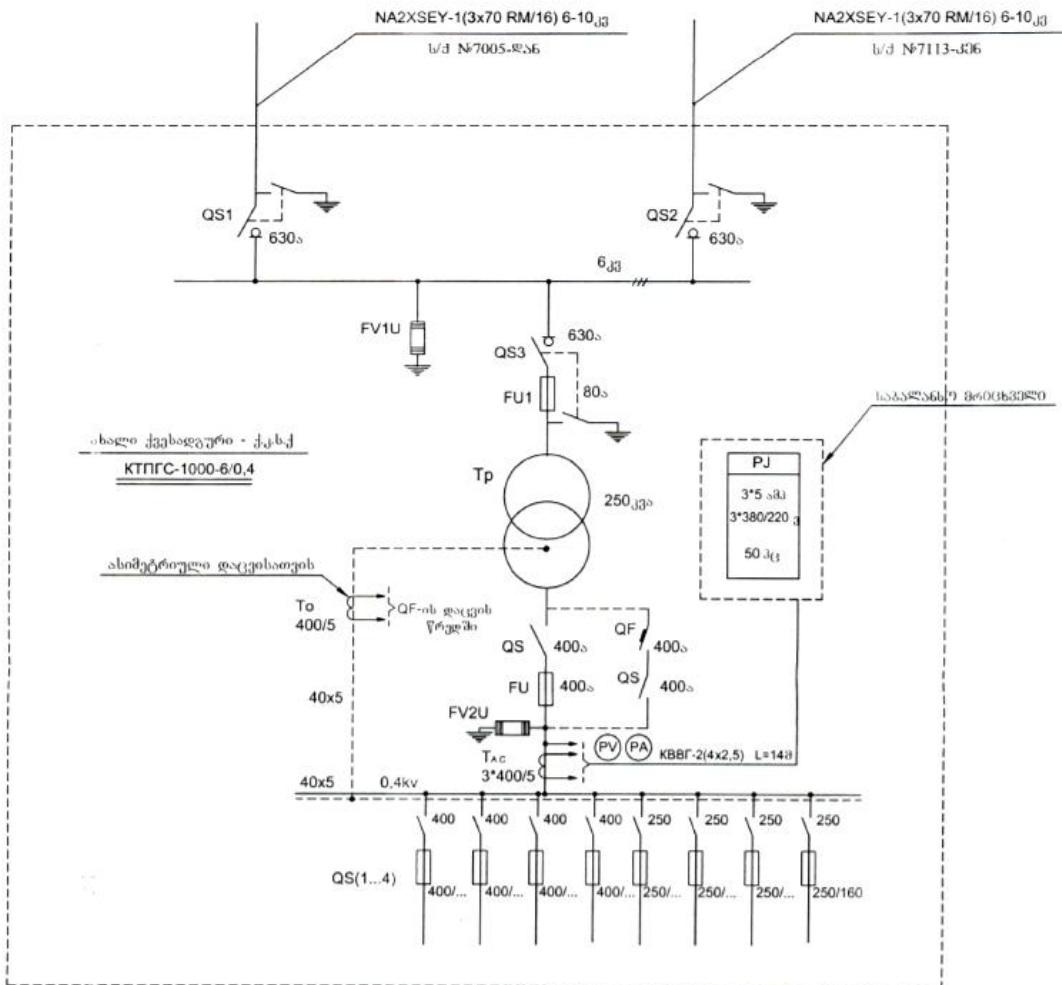 NA2XSEY-1(3x70 RM/16) 6-10კვ
ს/ქ №7005-დან
NA2XSEY-1(3x70 RM/16) 6-10კვ
ს/ქ №7113-კენ
QS1
630ა
QS2
630ა
6კვ
FV1U
QS3
630ა
FU1
80ა
საბალანსო მრიცხველი
ახალი ქვესადგური - ქ.კ.ს.ქ
КТПГС-1000-6/0,4
Тр
250კვა
PJ
3*5 ამპ
3*380/220 ვ
50 ჰც
ასიმეტრიული დაცვისათვის
To
400/5
QF-ის დაცვის
წრედში
QS
400ა
QF
400ა
FU
400ა
QS
400ა
40x5
FV2U
PV
PA
КВВГ-2(4x2,5) L=14მ
TA.C
3*400/5
40x5
0,4kv
400
400
400
400
250
250
250
250
QS(1...4)
400/...
400/...
400/...
400/...
250/...
250/...
250/...
250/160